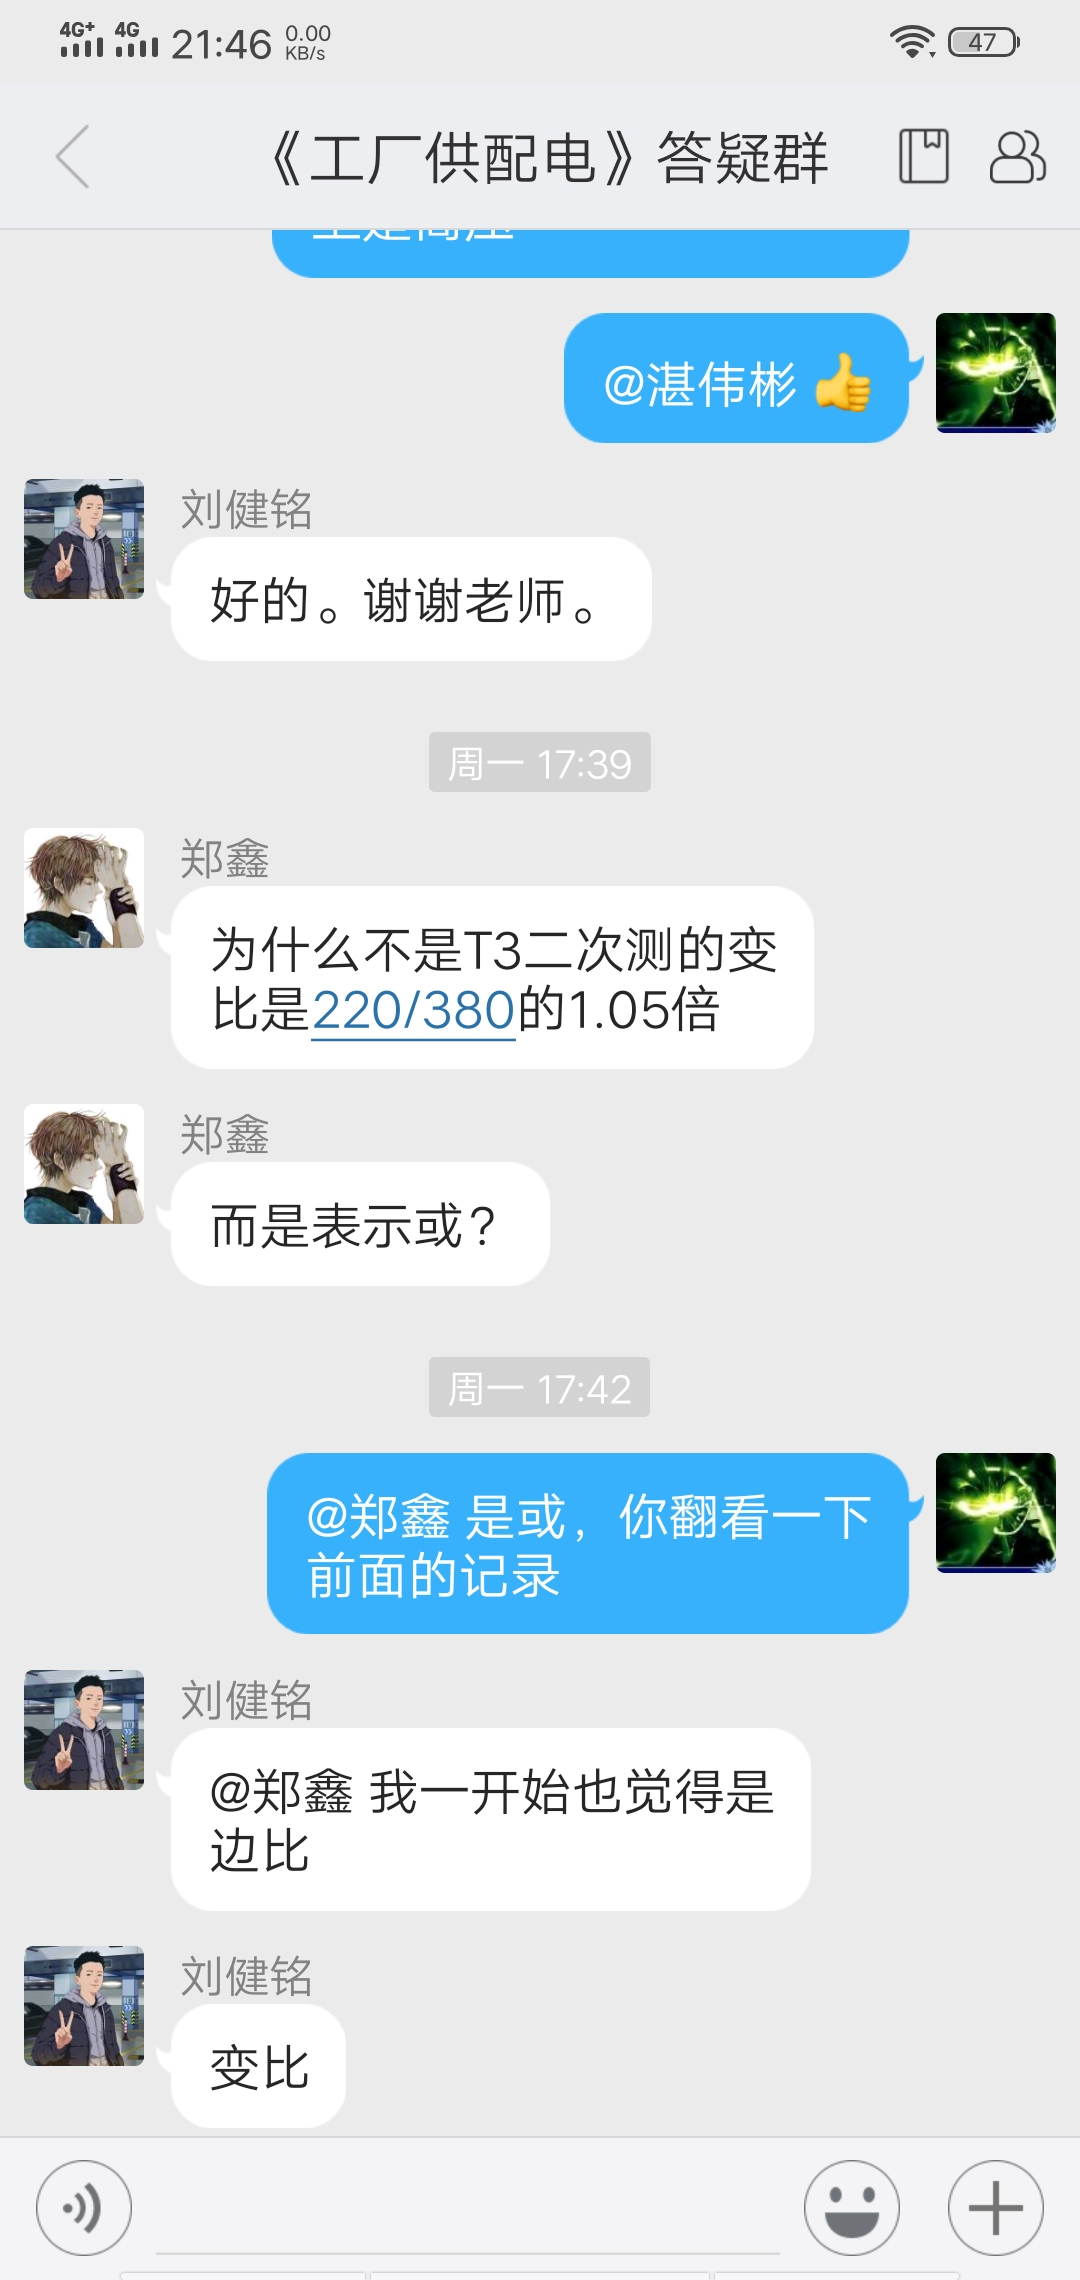 4G+ 4G 21:46 0.00 KB/s 47
《工厂供配电》答疑群
@湛伟彬 👍
刘健铭
好的。谢谢老师。
周一 17:39
郑鑫
为什么不是T3二次测的变
比是220/380的1.05倍
郑鑫
而是表示或?
周一 17:42
@郑鑫 是或，你翻看一下
前面的记录
刘健铭
@郑鑫 我一开始也觉得是
边比
刘健铭
变比